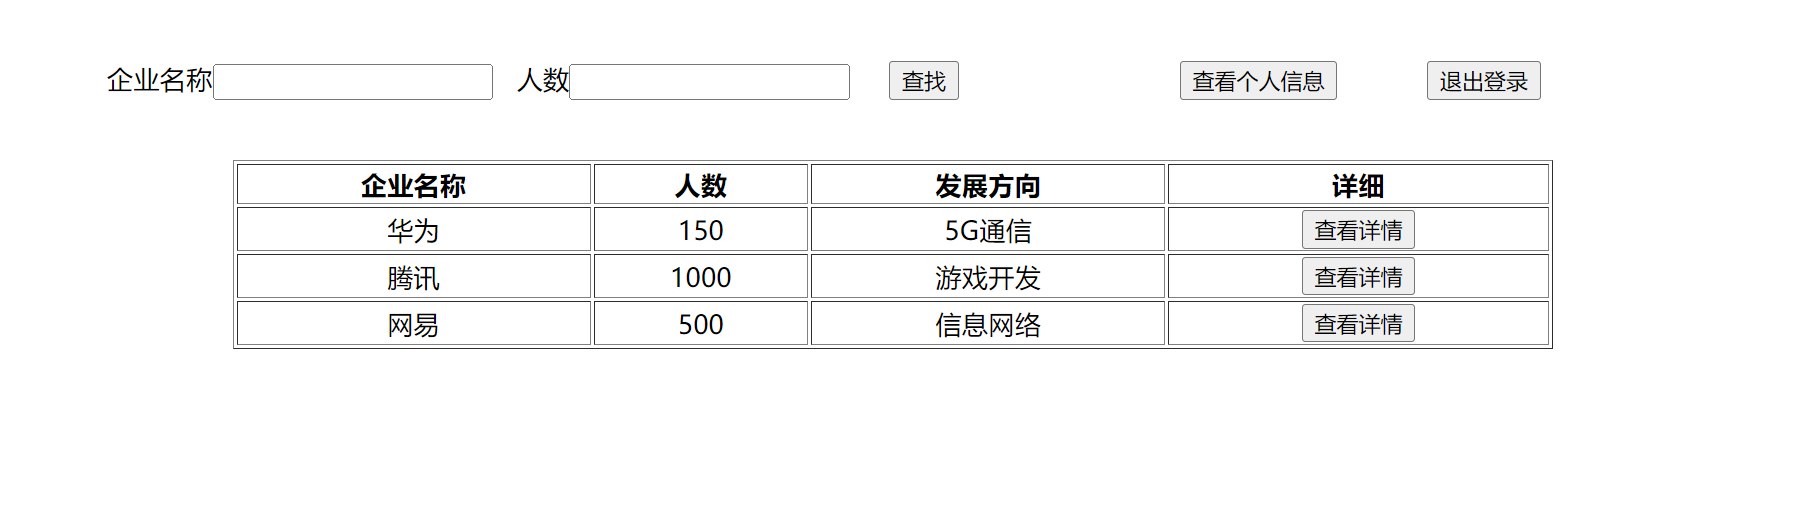 企业名称 人数 查找 查看个人信息 退出登录
企业名称 人数 发展方向 详细
华为 150 5G通信 查看详情
腾讯 1000 游戏开发 查看详情
网易 500 信息网络 查看详情